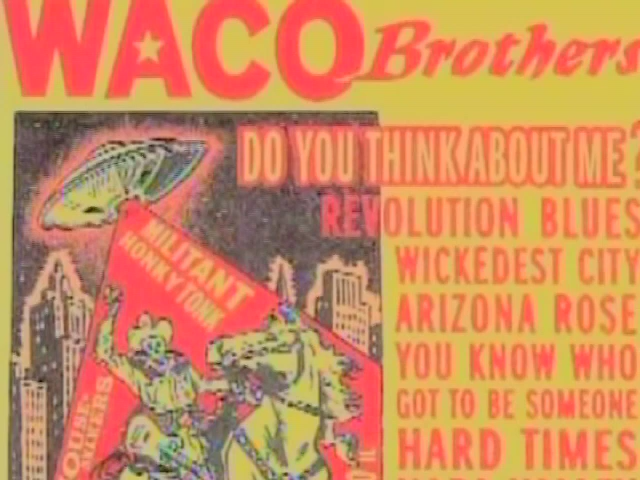 WACO Brothers
DO YOU THINK ABOUT ME?
REVOLUTION BLUES
WICKEDEST CITY
ARIZONA ROSE
YOU KNOW WHO
GOT TO BE SOMEONE
HARD TIMES
MILITANT
HONKY TONK